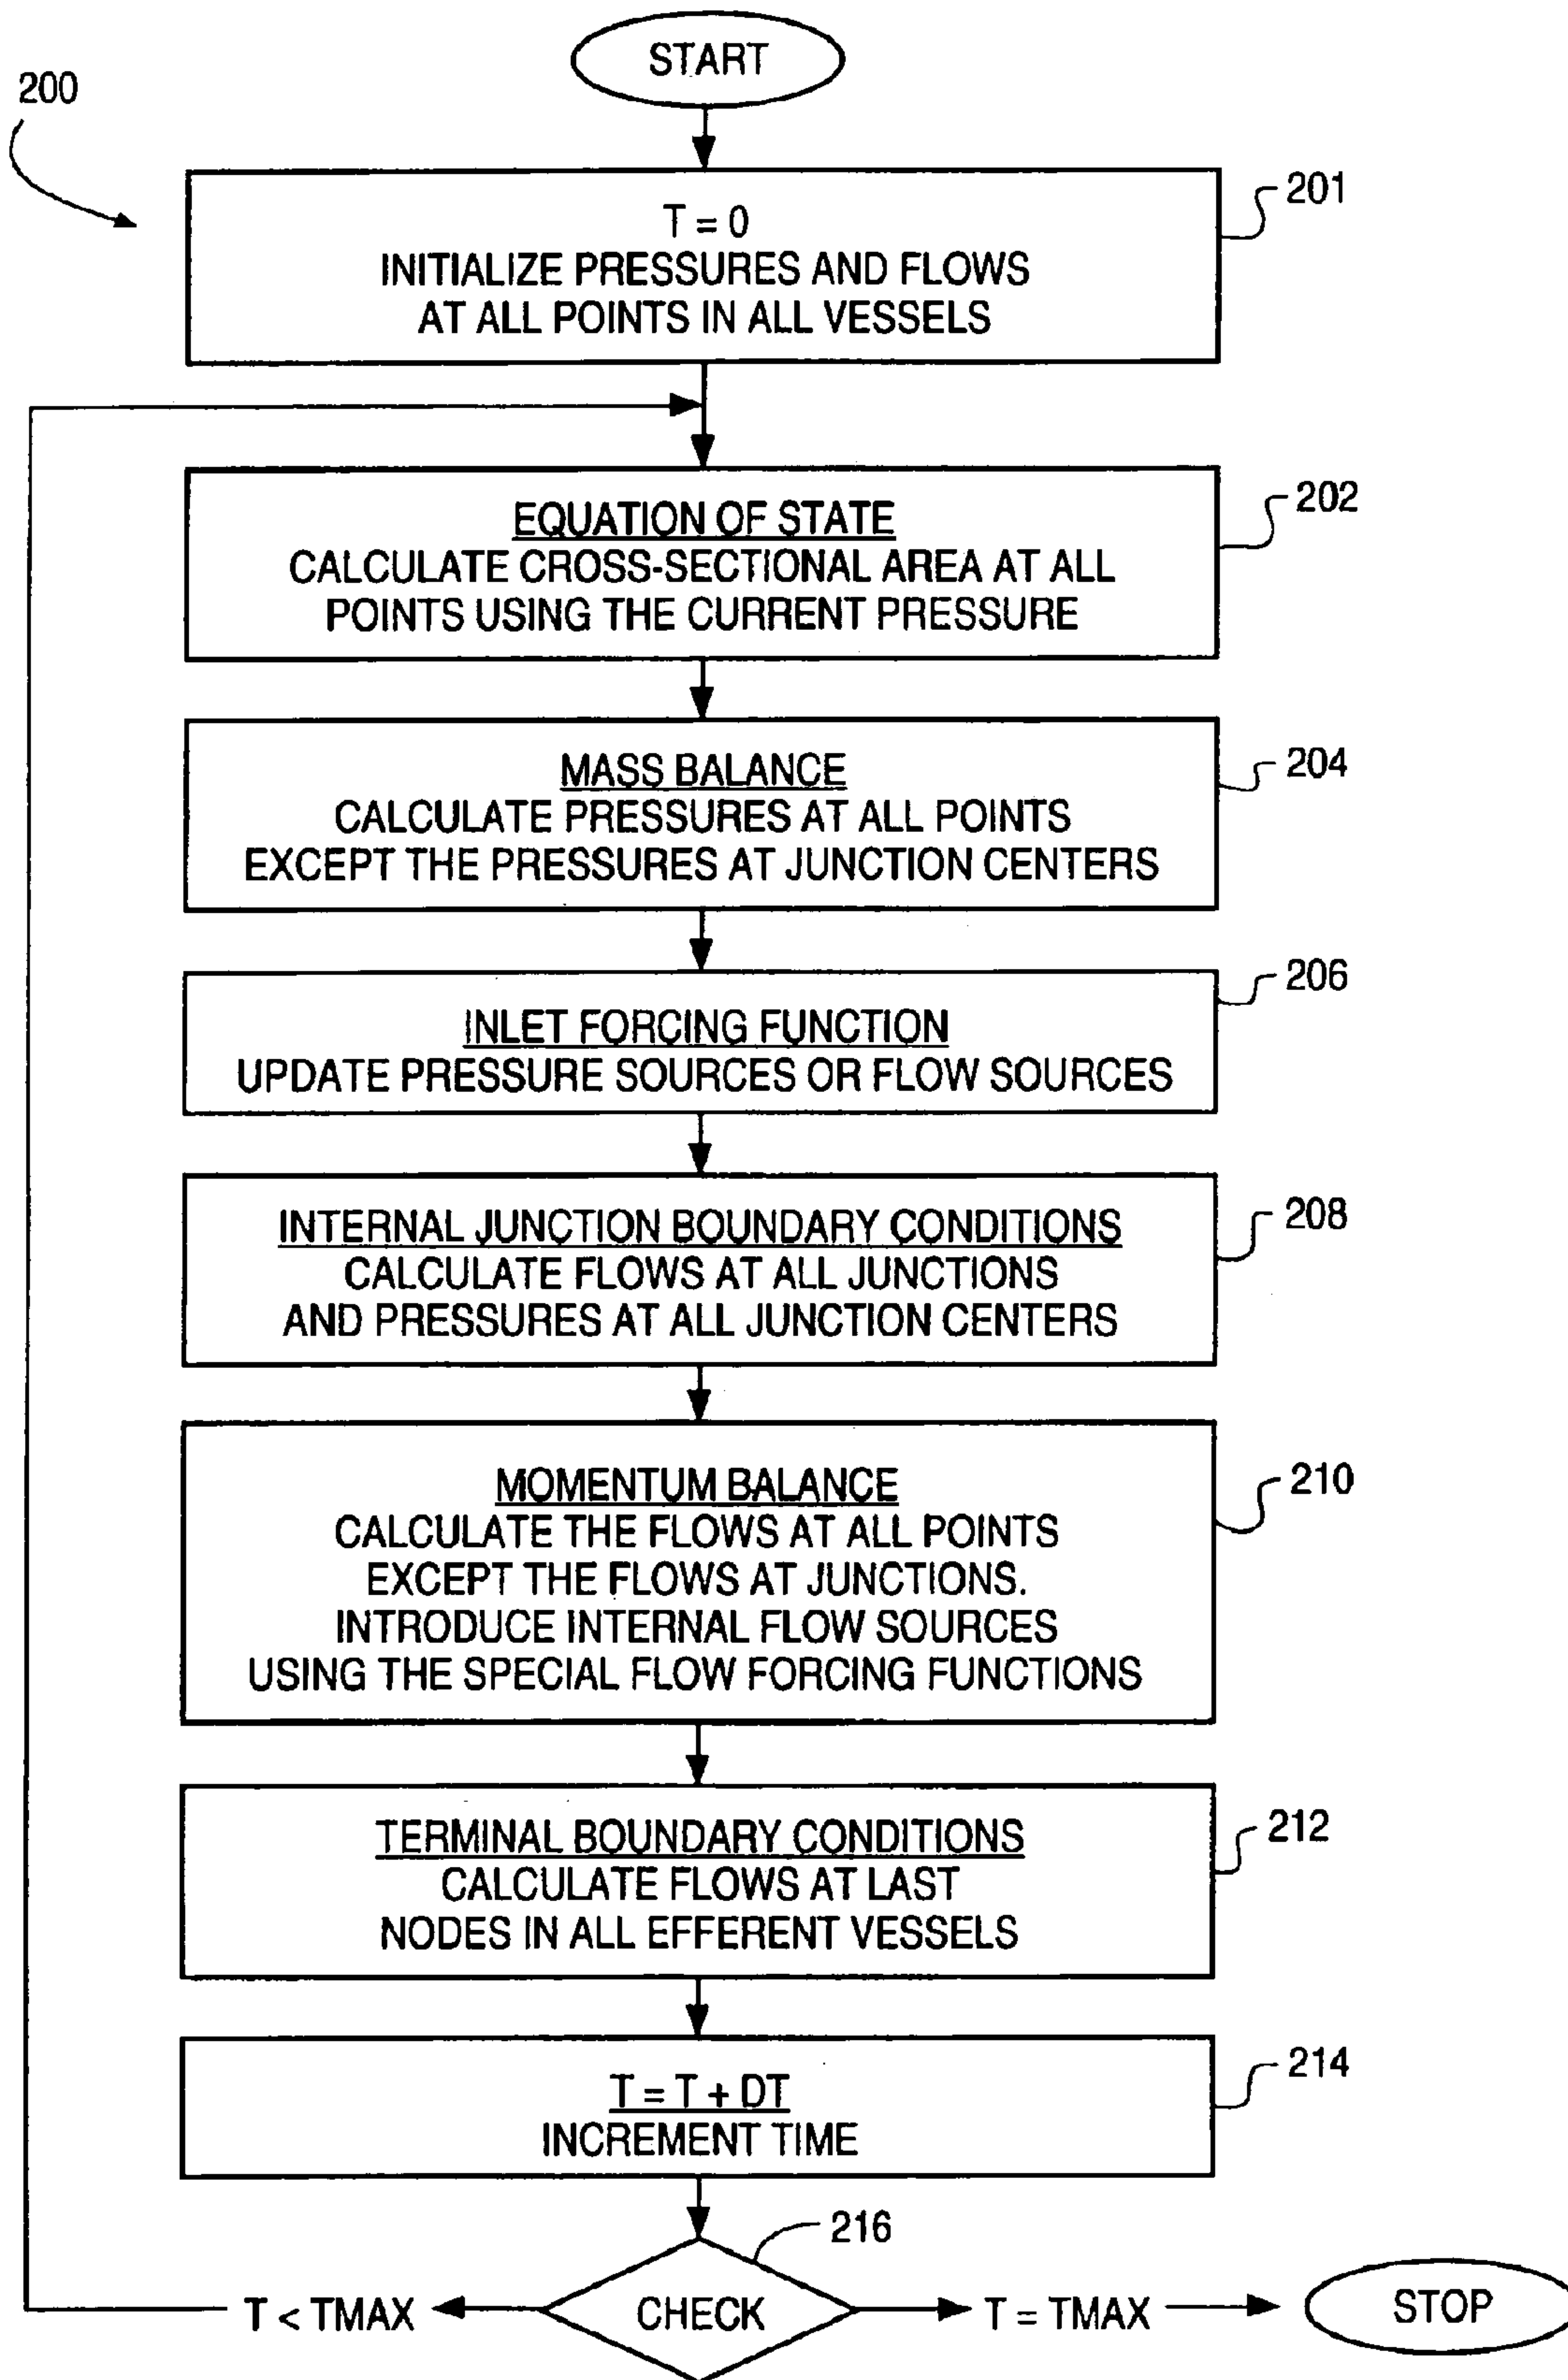 START
200
201
T = 0
INITIALIZE PRESSURES AND FLOWS
AT ALL POINTS IN ALL VESSELS
202
EQUATION OF STATE
CALCULATE CROSS-SECTIONAL AREA AT ALL
POINTS USING THE CURRENT PRESSURE
204
MASS BALANCE
CALCULATE PRESSURES AT ALL POINTS
EXCEPT THE PRESSURES AT JUNCTION CENTERS
206
INLET FORCING FUNCTION
UPDATE PRESSURE SOURCES OR FLOW SOURCES
208
INTERNAL JUNCTION BOUNDARY CONDITIONS
CALCULATE FLOWS AT ALL JUNCTIONS
AND PRESSURES AT ALL JUNCTION CENTERS
210
MOMENTUM BALANCE
CALCULATE THE FLOWS AT ALL POINTS
EXCEPT THE FLOWS AT JUNCTIONS.
INTRODUCE INTERNAL FLOW SOURCES
USING THE SPECIAL FLOW FORCING FUNCTIONS
212
TERMINAL BOUNDARY CONDITIONS
CALCULATE FLOWS AT LAST
NODES IN ALL EFFERENT VESSELS
214
T = T + DT
INCREMENT TIME
216
T < TMAX
CHECK
T = TMAX
STOP